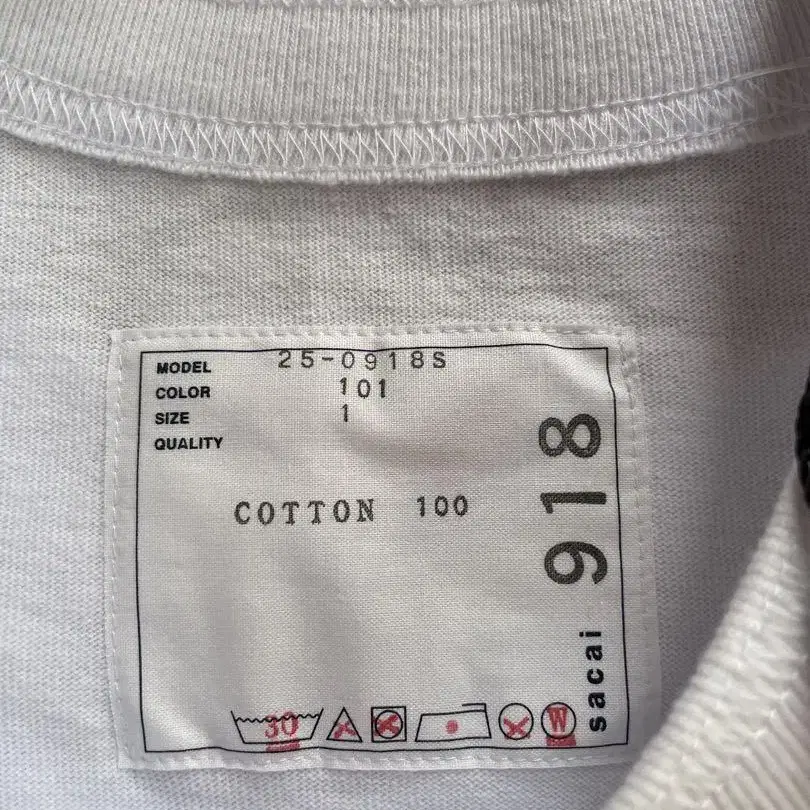 MODEL 25-0918S
COLOR 101
SIZE 1
QUALITY
COTTON 100
30
W
sacai 918